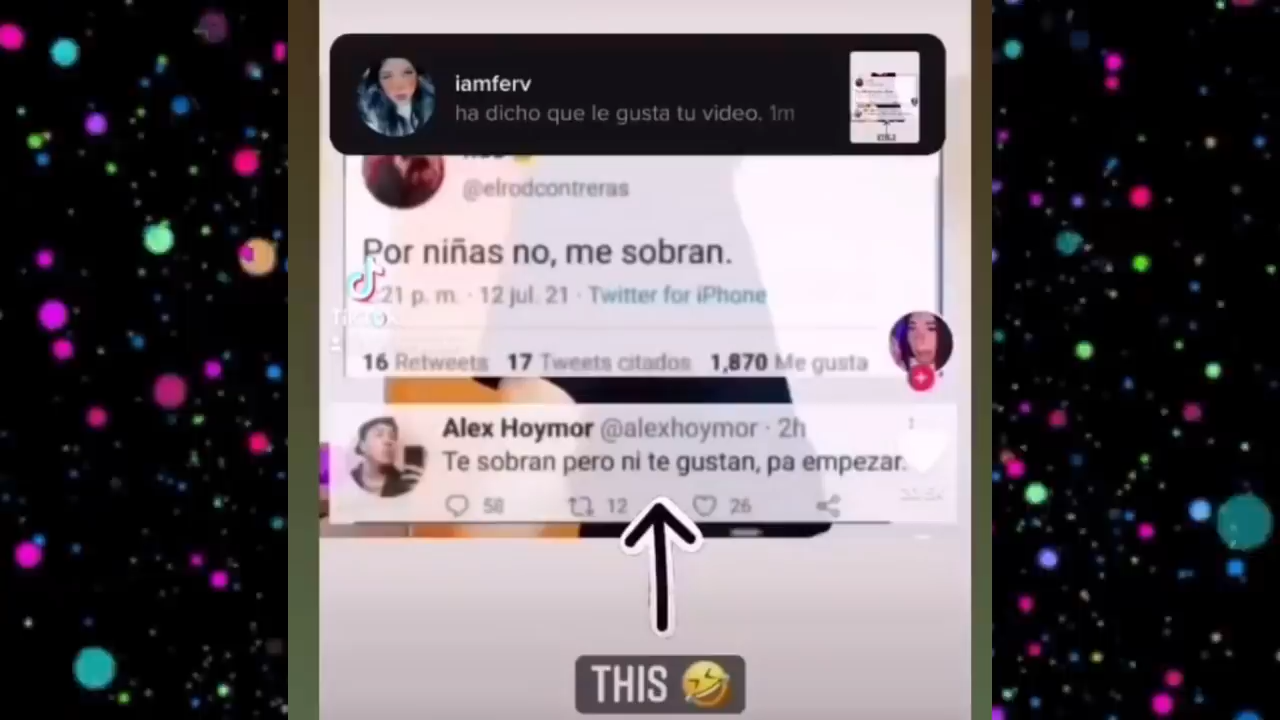 iamferv
ha dicho que le gusta tu video. 1m
@elrodcontreras
Por niñas no, me sobran.
:21 p. m. · 12 jul. 21 · Twitter for iPhone
TikTok
16 Retweets 17 Tweets citados 1,870 Me gusta
Alex Hoymor @alexhoymor · 2h
Te sobran pero ni te gustan, pa empezar.
58 12 26
THIS 🤣